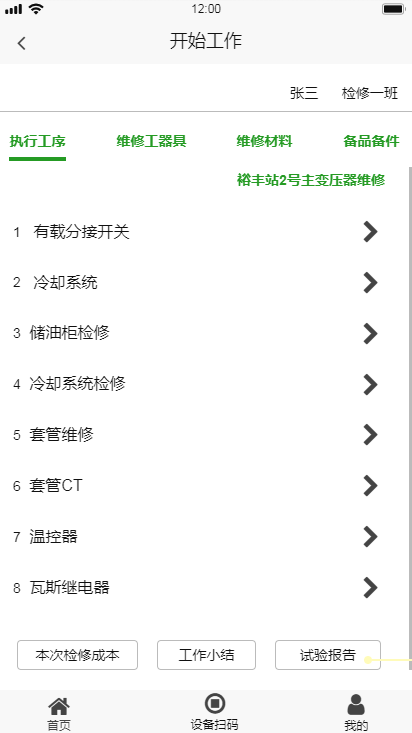 12:00
开始工作
张三 检修一班
执行工序 维修工器具 维修材料 备品备件
裕丰站2号主变压器维修
1 有载分接开关
2 冷却系统
3 储油柜检修
4 冷却系统检修
5 套管维修
6 套管CT
7 温控器
8 瓦斯继电器
本次检修成本 工作小结 试验报告
首页 设备扫码 我的